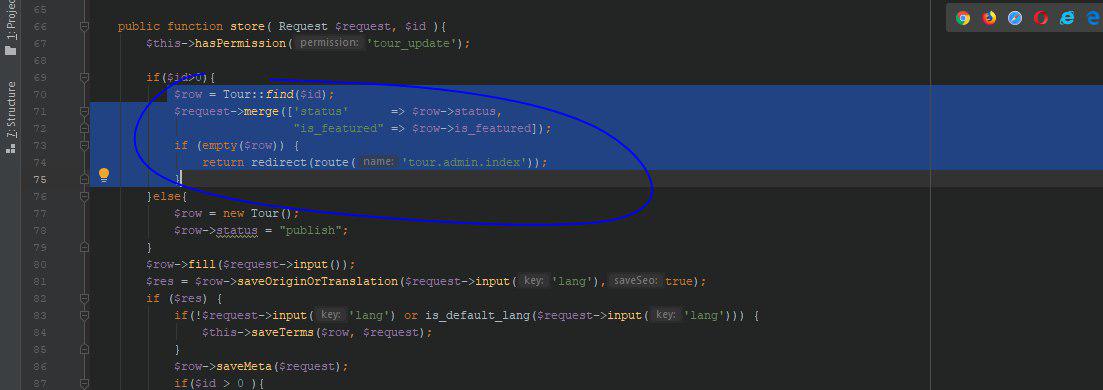 1: Project
Z: Structure
65
66 public function store( Request $request, $id ){
67 $this->hasPermission( permission: 'tour_update');
68
69 if($id>0){
70 $row = Tour::find($id);
71 $request->merge(['status' => $row->status,
72 "is_featured" => $row->is_featured]);
73 if (empty($row)) {
74 return redirect(route( name: 'tour.admin.index'));
75 }
76 }else{
77 $row = new Tour();
78 $row->status = "publish";
79 }
80 $row->fill($request->input());
81 $res = $row->saveOriginOrTranslation($request->input( key: 'lang'), saveSeo: true);
82 if ($res) {
83 if(!$request->input( key: 'lang') or is_default_lang($request->input( key: 'lang'))) {
84 $this->saveTerms($row, $request);
85 }
86 $row->saveMeta($request);
87 if($id > 0 ){